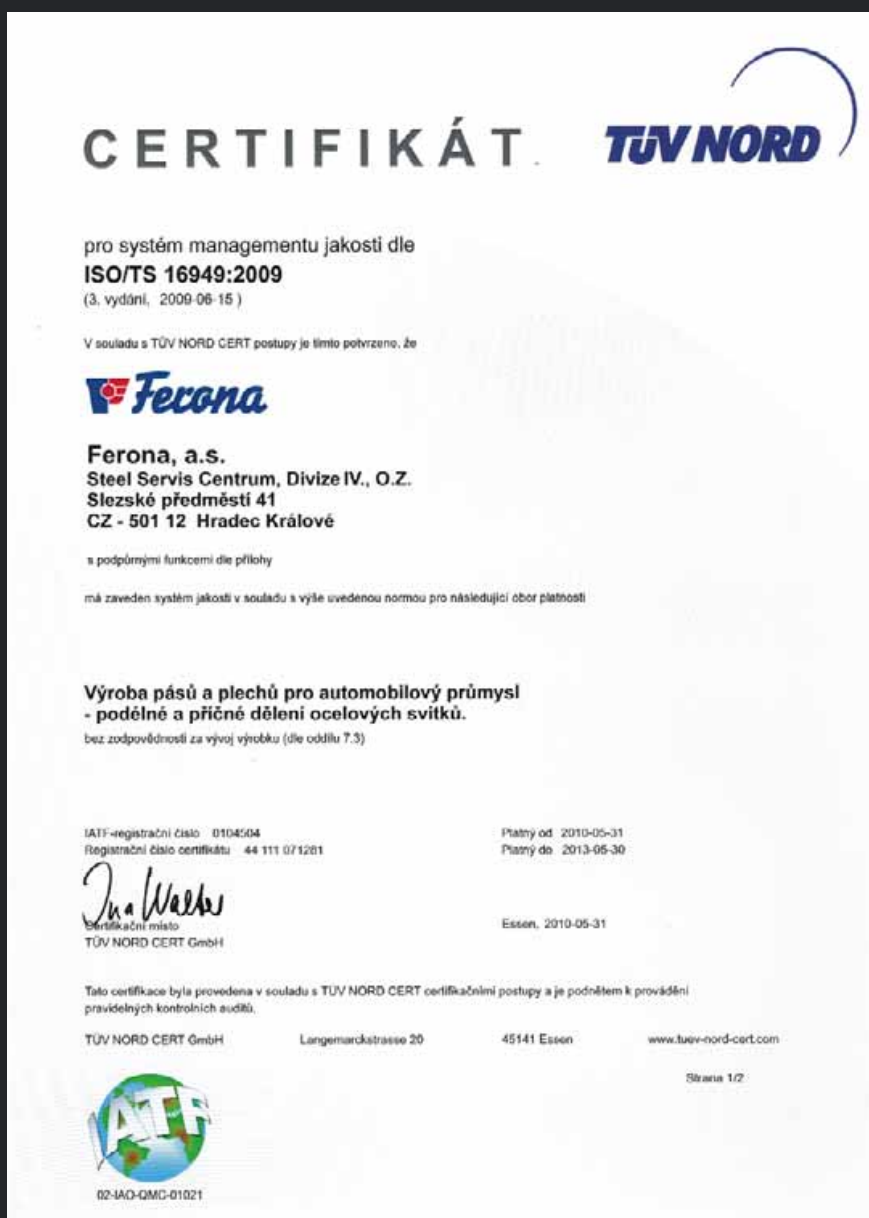 CERTIFIKÁT
TÜV NORD
pro systém managementu jakosti dle
ISO/TS 16949:2009
(3. vydání, 2009-06-15 )
V souladu s TÜV NORD CERT postupy je tímto potvrzeno, že
Ferona
Ferona, a.s.
Steel Servis Centrum, Divize IV., O.Z.
Slezské předměstí 41
CZ - 501 12 Hradec Králové
s podpůrnými funkcemi dle přílohy
má zaveden systém jakosti v souladu s výše uvedenou normou pro následující obor platnosti
Výroba pásů a plechů pro automobilový průmysl
- podélné a příčné dělení ocelových svitků.
bez zodpovědnosti za vývoj výrobku (dle oddílu 7.3)
IATF-registrační číslo 0104504
Registrační číslo certifikátu 44 111 071281
Platný od 2010-05-31
Platný do 2013-05-30
Certifikační místo
TÜV NORD CERT GmbH
Essen, 2010-05-31
Tato certifikace byla provedena v souladu s TÜV NORD CERT certifikačními postupy a je podnětem k provádění
pravidelných kontrolních auditů.
TÜV NORD CERT GmbH Langemarckstrasse 20 45141 Essen www.tuev-nord-cert.com
Strana 1/2
IATF
02-IAO-QMC-01021